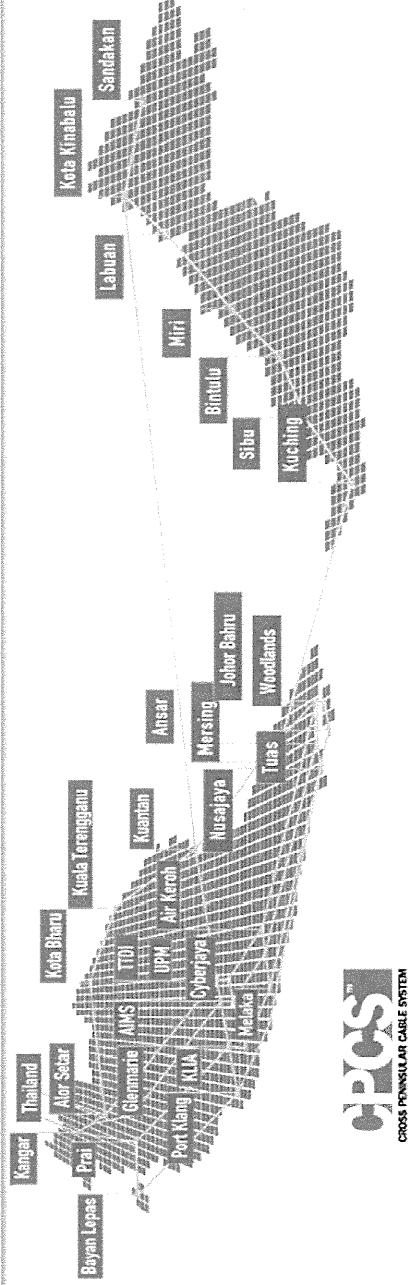 Kangar
Thailand
Alor Setar
Bayan Lepas
Prai
Kota Bharu
Kuala Terengganu
Kuantan
AIMS
TTDI
UPM
Glenmarie
KLIA
Port Klang
Cyberjaya
Air Keroh
Melaka
Ansar
Mersing
Johor Bahru
Nusajaya
Woodlands
Tuas
Kota Kinabalu
Sandakan
Labuan
Miri
Bintulu
Sibu
Kuching
CPCS™
CROSS PENINSULAR CABLE SYSTEM